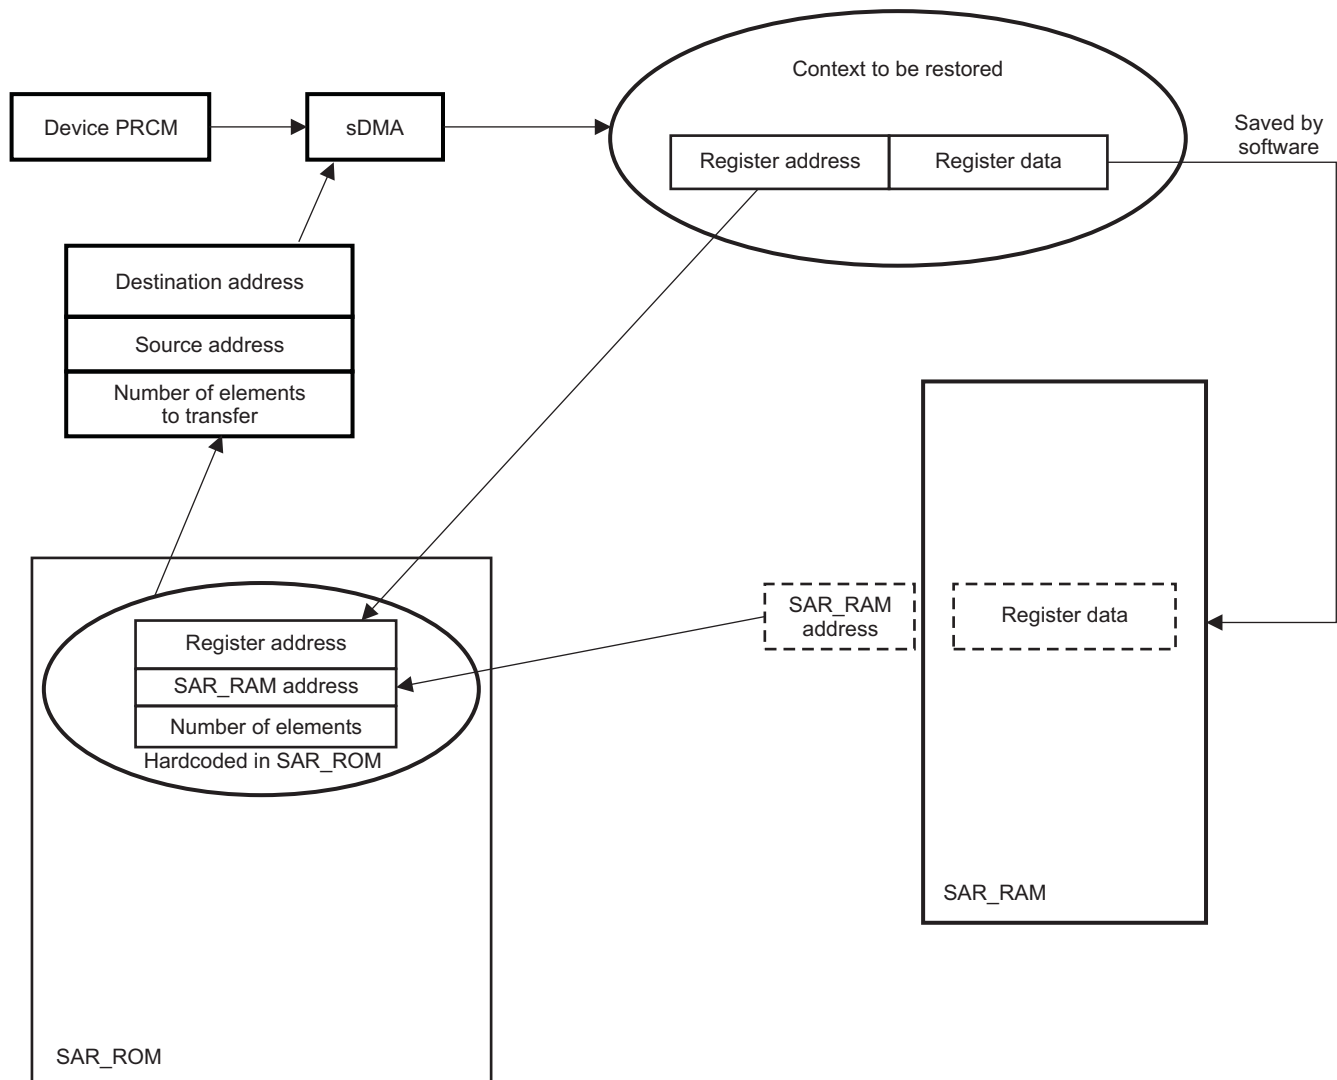 Context to be restored
Device PRCM
sDMA
Saved by
software
Register address
Register data
Destination address
Source address
Number of elements
to transfer
SAR_RAM
address
Register data
Register address
SAR_RAM address
Number of elements
Hardcoded in SAR_ROM
SAR_RAM
SAR_ROM